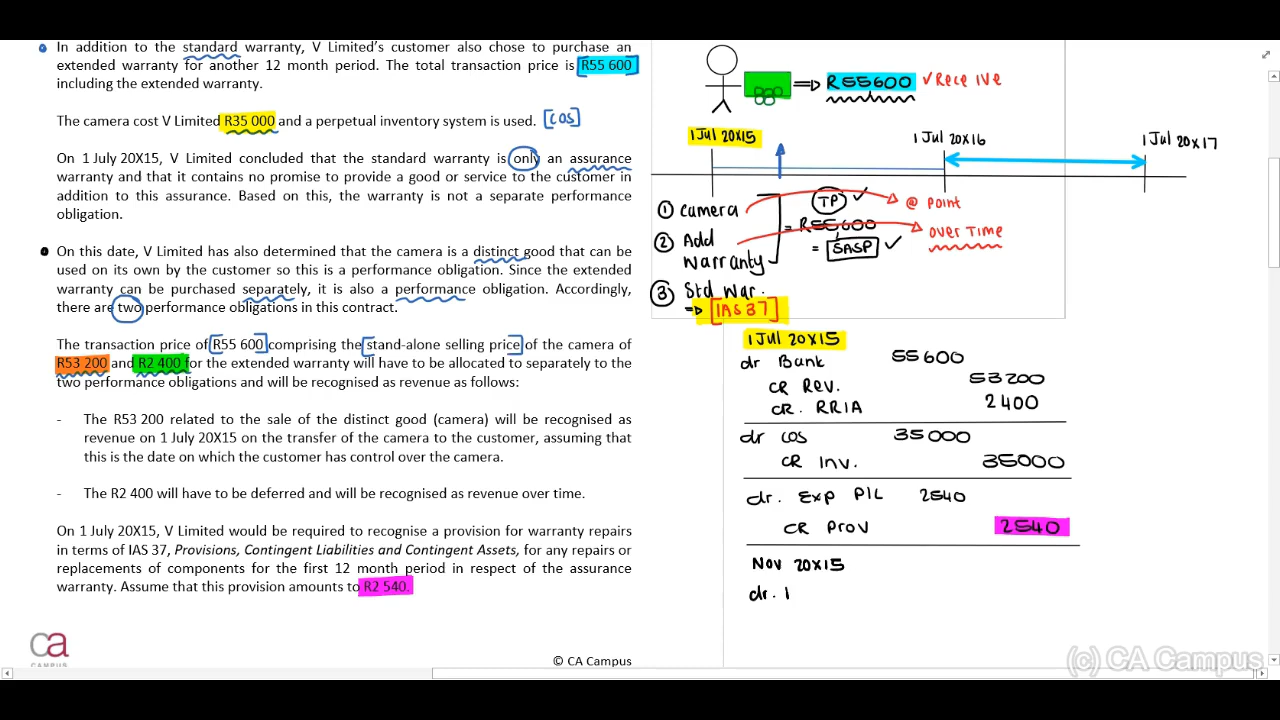 In addition to the standard warranty, V Limited's customer also chose to purchase an
extended warranty for another 12 month period. The total transaction price is R55 600
including the extended warranty.
The camera cost V Limited R35 000 and a perpetual inventory system is used. [COS]
On 1 July 20X15, V Limited concluded that the standard warranty is only an assurance
warranty and that it contains no promise to provide a good or service to the customer in
addition to this assurance. Based on this, the warranty is not a separate performance
obligation.
On this date, V Limited has also determined that the camera is a distinct good that can be
used on its own by the customer so this is a performance obligation. Since the extended
warranty can be purchased separately, it is also a performance obligation. Accordingly,
there are two performance obligations in this contract.
The transaction price of [R55 600] comprising the [stand-alone selling price] of the camera of
R53 200 and R2 400 for the extended warranty will have to be allocated to separately to the
two performance obligations and will be recognised as revenue as follows:
- The R53 200 related to the sale of the distinct good (camera) will be recognised as
revenue on 1 July 20X15 on the transfer of the camera to the customer, assuming that
this is the date on which the customer has control over the camera.
- The R2 400 will have to be deferred and will be recognised as revenue over time.
On 1 July 20X15, V Limited would be required to recognise a provision for warranty repairs
in terms of IAS 37, Provisions, Contingent Liabilities and Contingent Assets, for any repairs or
replacements of components for the first 12 month period in respect of the assurance
warranty. Assume that this provision amounts to R2 540.
ca
CAMPUS
© CA Campus
⇒ R55600 ✓ Receive
1 Jul 20X15
1 Jul 20X16
1 Jul 20X17
① Camera
TP ✓
@ Point
= R55600
② Add
Warranty
over Time
= SASP ✓
③ Std War.
⇒ [IAS 37]
1 Jul 20X15
dr Bank 55600
CR Rev. 53200
CR. RRIA 2400
dr COS 35000
CR Inv. 35000
dr. Exp P/L 2540
CR Prov 2540
Nov 20X15
dr. I
(c) CA Campus